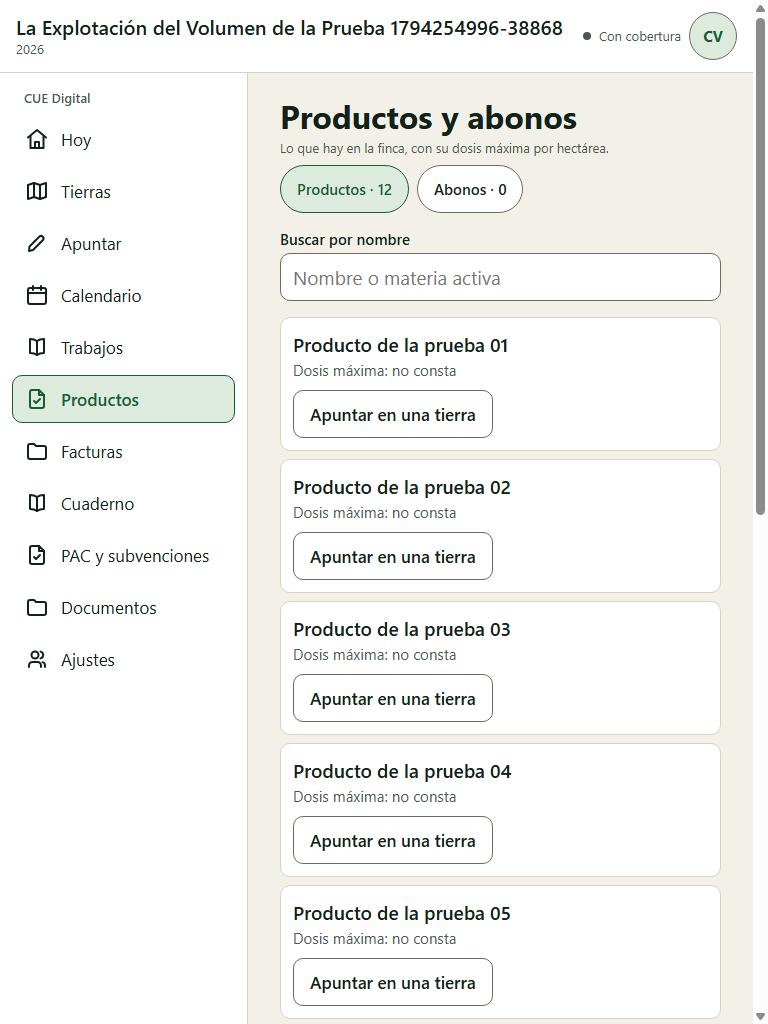 La Explotación del Volumen de la Prueba 1794254996-38868
2026
Con cobertura
CV
CUE Digital
Hoy
Tierras
Apuntar
Calendario
Trabajos
Productos
Facturas
Cuaderno
PAC y subvenciones
Documentos
Ajustes
Productos y abonos
Lo que hay en la finca, con su dosis máxima por hectárea.
Productos · 12
Abonos · 0
Buscar por nombre
Nombre o materia activa
Producto de la prueba 01
Dosis máxima: no consta
Apuntar en una tierra
Producto de la prueba 02
Dosis máxima: no consta
Apuntar en una tierra
Producto de la prueba 03
Dosis máxima: no consta
Apuntar en una tierra
Producto de la prueba 04
Dosis máxima: no consta
Apuntar en una tierra
Producto de la prueba 05
Dosis máxima: no consta
Apuntar en una tierra